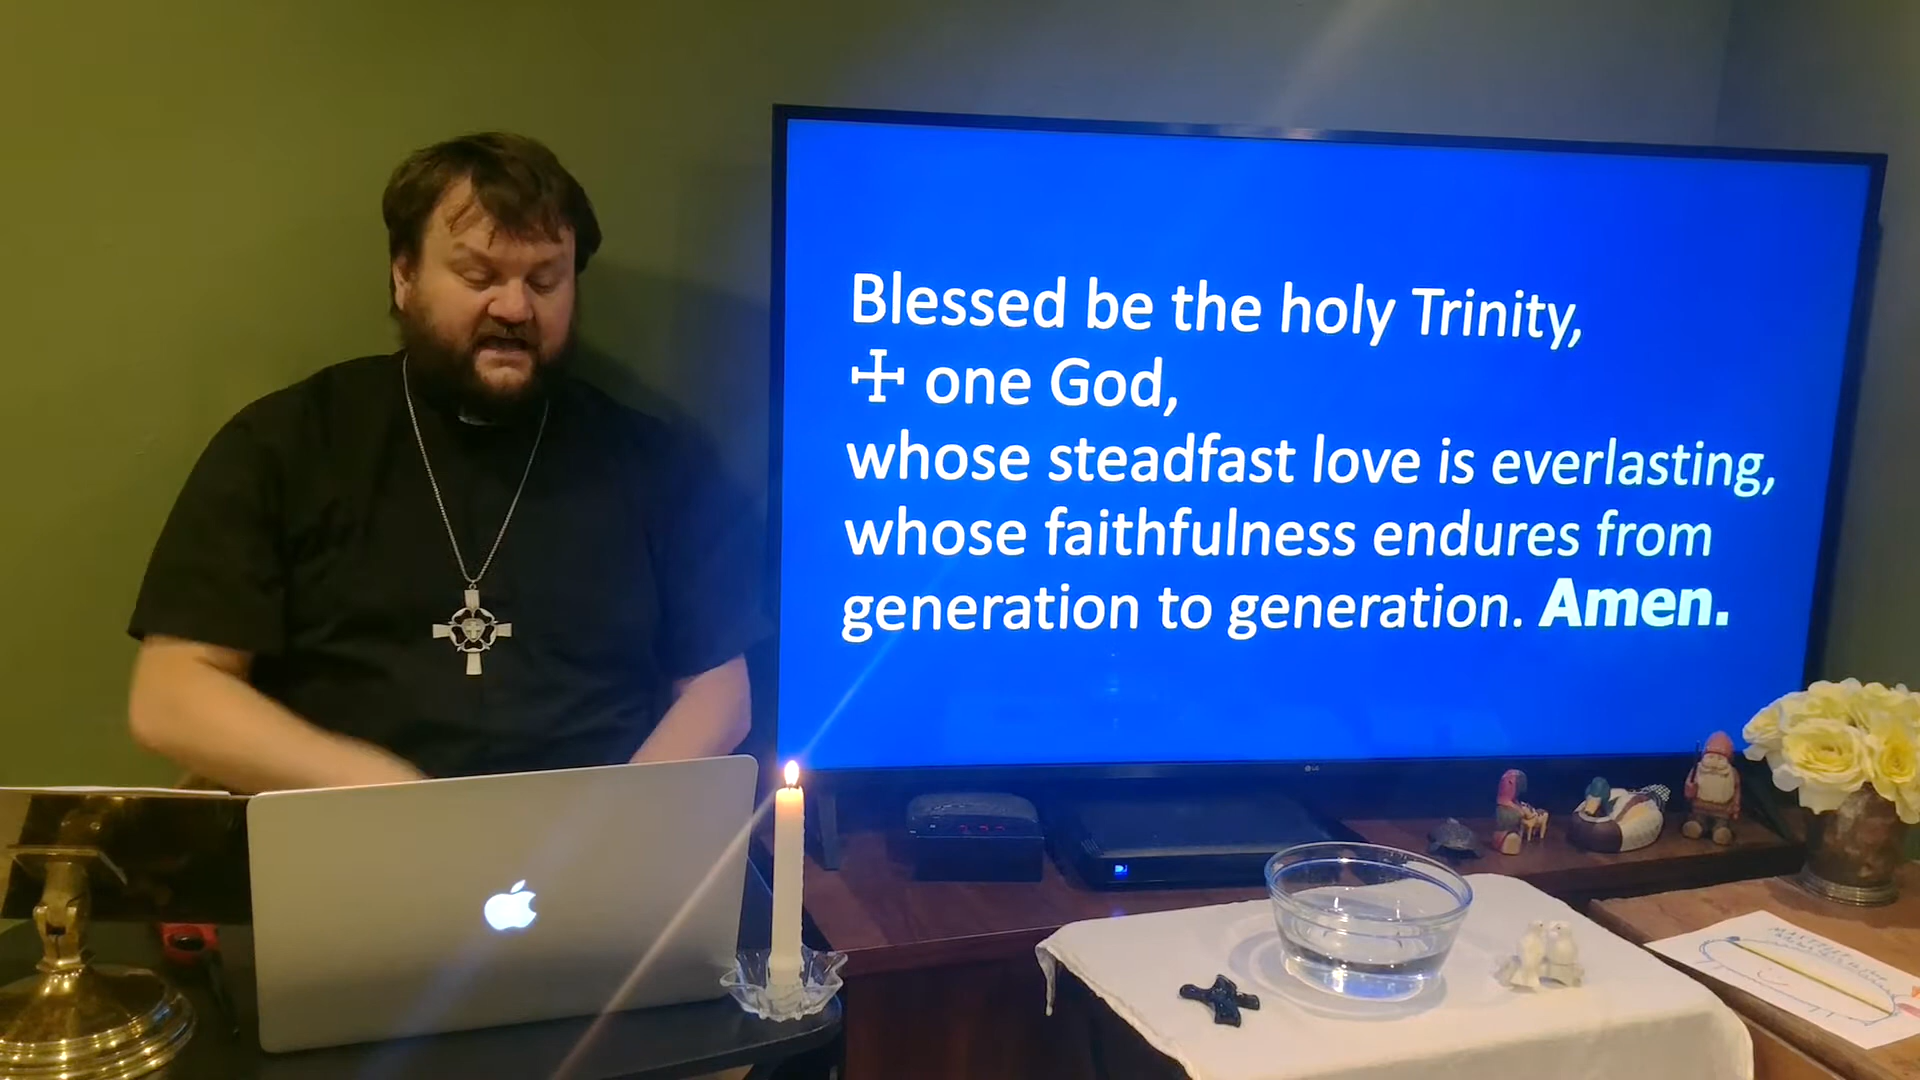 Blessed be the holy Trinity,
☩ one God,
whose steadfast love is everlasting,
whose faithfulness endures from
generation to generation. Amen.
LG